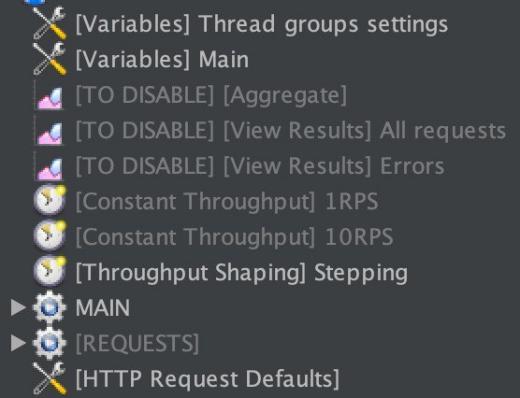 [Variables] Thread groups settings
[Variables] Main
[TO DISABLE] [Aggregate]
[TO DISABLE] [View Results] All requests
[TO DISABLE] [View Results] Errors
[Constant Throughput] 1RPS
[Constant Throughput] 10RPS
[Throughput Shaping] Stepping
MAIN
[REQUESTS]
[HTTP Request Defaults]